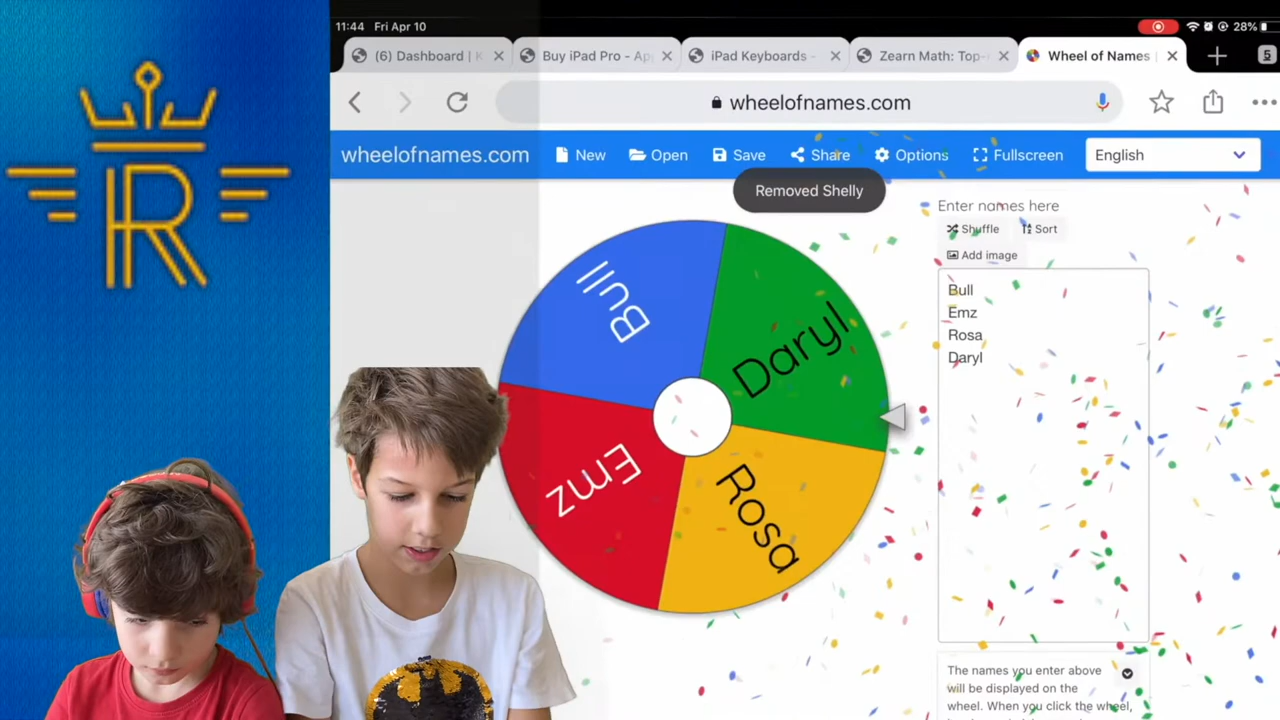 11:44 Fri Apr 10
28%
(6) Dashboard | K
Buy iPad Pro - App
iPad Keyboards -
Zearn Math: Top-
Wheel of Names |
5
wheelofnames.com
wheelofnames.com
New
Open
Save
Share
Options
Fullscreen
English
Removed Shelly
Enter names here
Shuffle
Sort
Add image
Bull
Emz
Rosa
Daryl
Bull
Daryl
Emz
Rosa
The names you enter above
will be displayed on the
wheel. When you click the wheel,
R